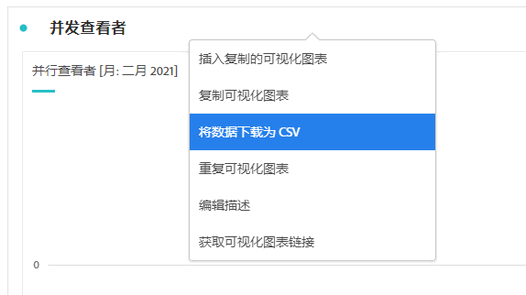 并发查看者
并行查看者 [月: 二月 2021]
插入复制的可视化图表
复制可视化图表
将数据下载为 CSV
重复可视化图表
编辑描述
获取可视化图表链接
0